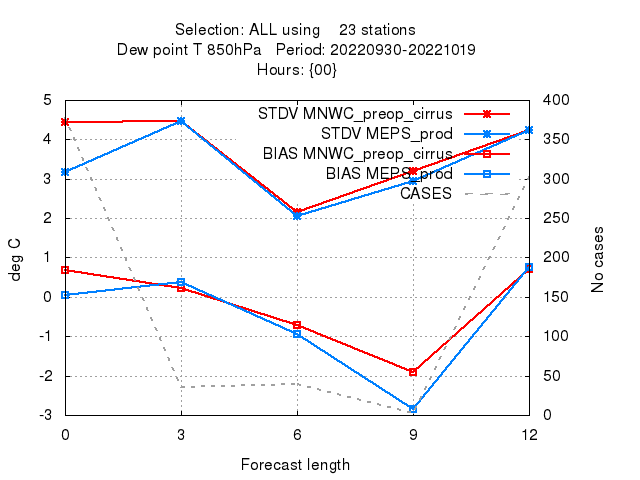 Selection: ALL using 23 stations
Dew point T 850hPa Period: 20220930-20221019
Hours: {00}
STDV MNWC_preop_cirrus
STDV MEPS_prod
BIAS MNWC_preop_cirrus
BIAS MEPS_prod
CASES
5
4
3
2
1
0
-1
-2
-3
400
350
300
250
200
150
100
50
0
deg C
No cases
0 3 6 9 12
Forecast length